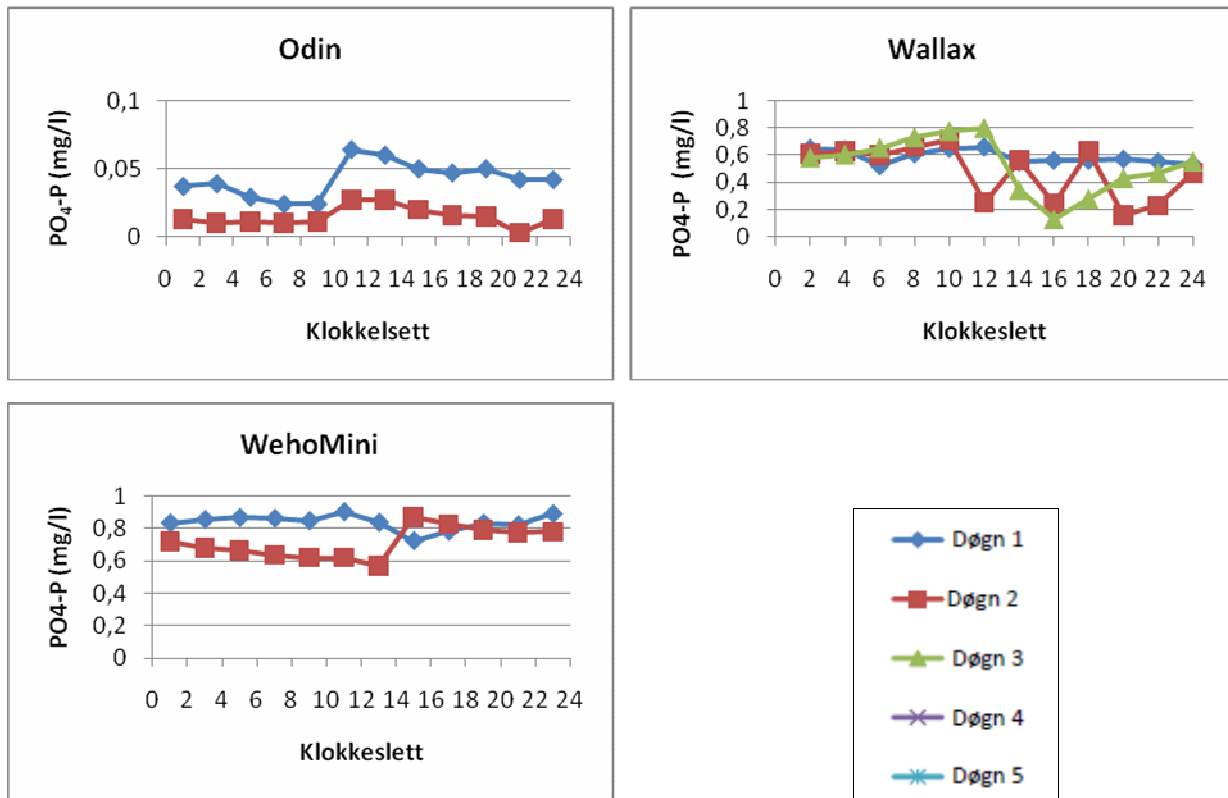 Odin
PO₄-P (mg/l)
0,1
0,05
0
0 2 4 6 8 10 12 14 16 18 20 22 24
Klokkelsett
Wallax
PO4-P (mg/l)
1
0,8
0,6
0,4
0,2
0
0 2 4 6 8 10 12 14 16 18 20 22 24
Klokkeslett
WehoMini
PO4-P (mg/l)
1
0,8
0,6
0,4
0,2
0
0 2 4 6 8 10 12 14 16 18 20 22 24
Klokkeslett
Døgn 1
Døgn 2
Døgn 3
Døgn 4
Døgn 5